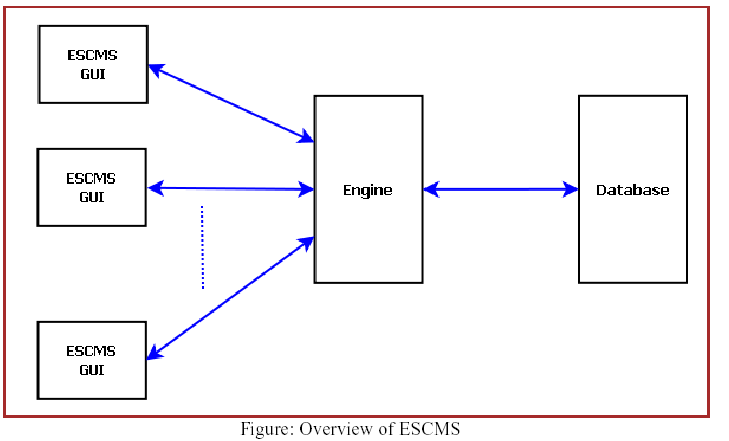 ESCMS
GUI
ESCMS
GUI
Engine
Database
ESCMS
GUI
Figure: Overview of ESCMS